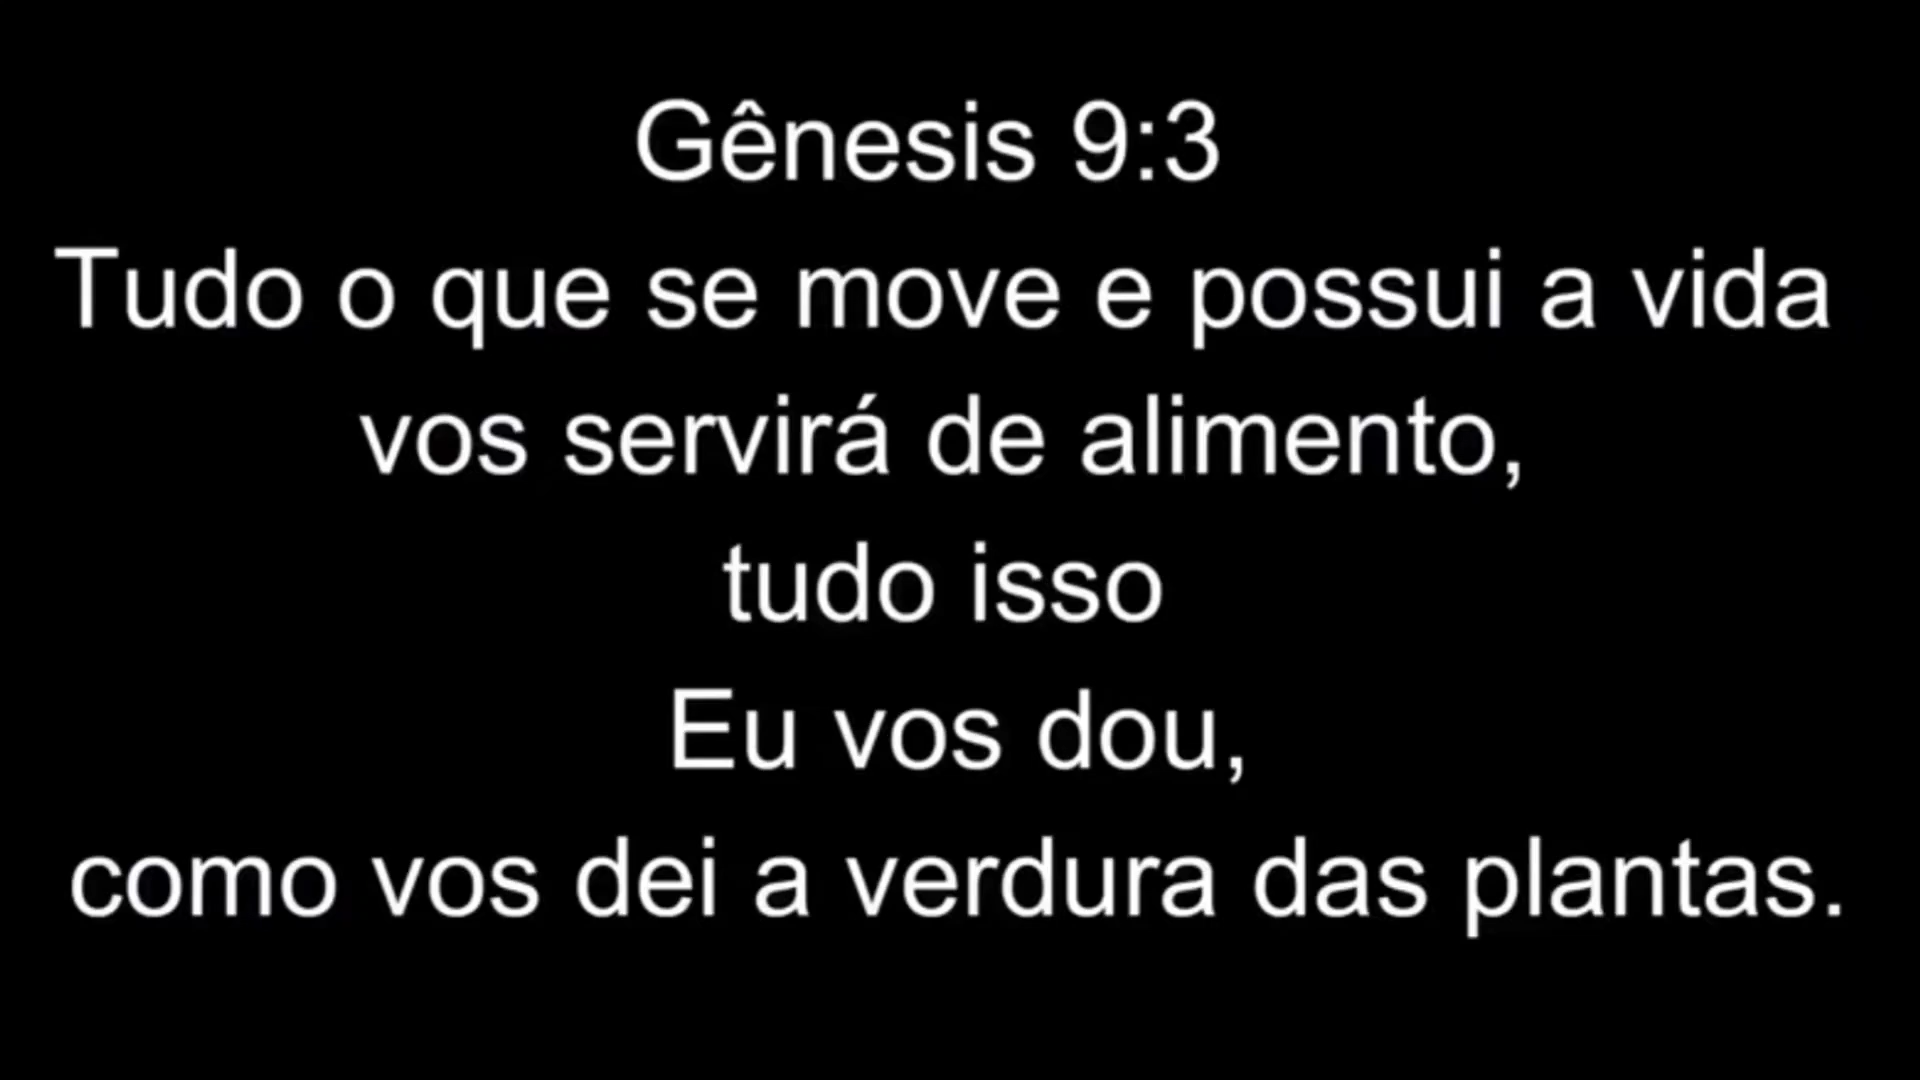 Gênesis 9:3
Tudo o que se move e possui a vida
vos servirá de alimento,
tudo isso
Eu vos dou,
como vos dei a verdura das plantas.